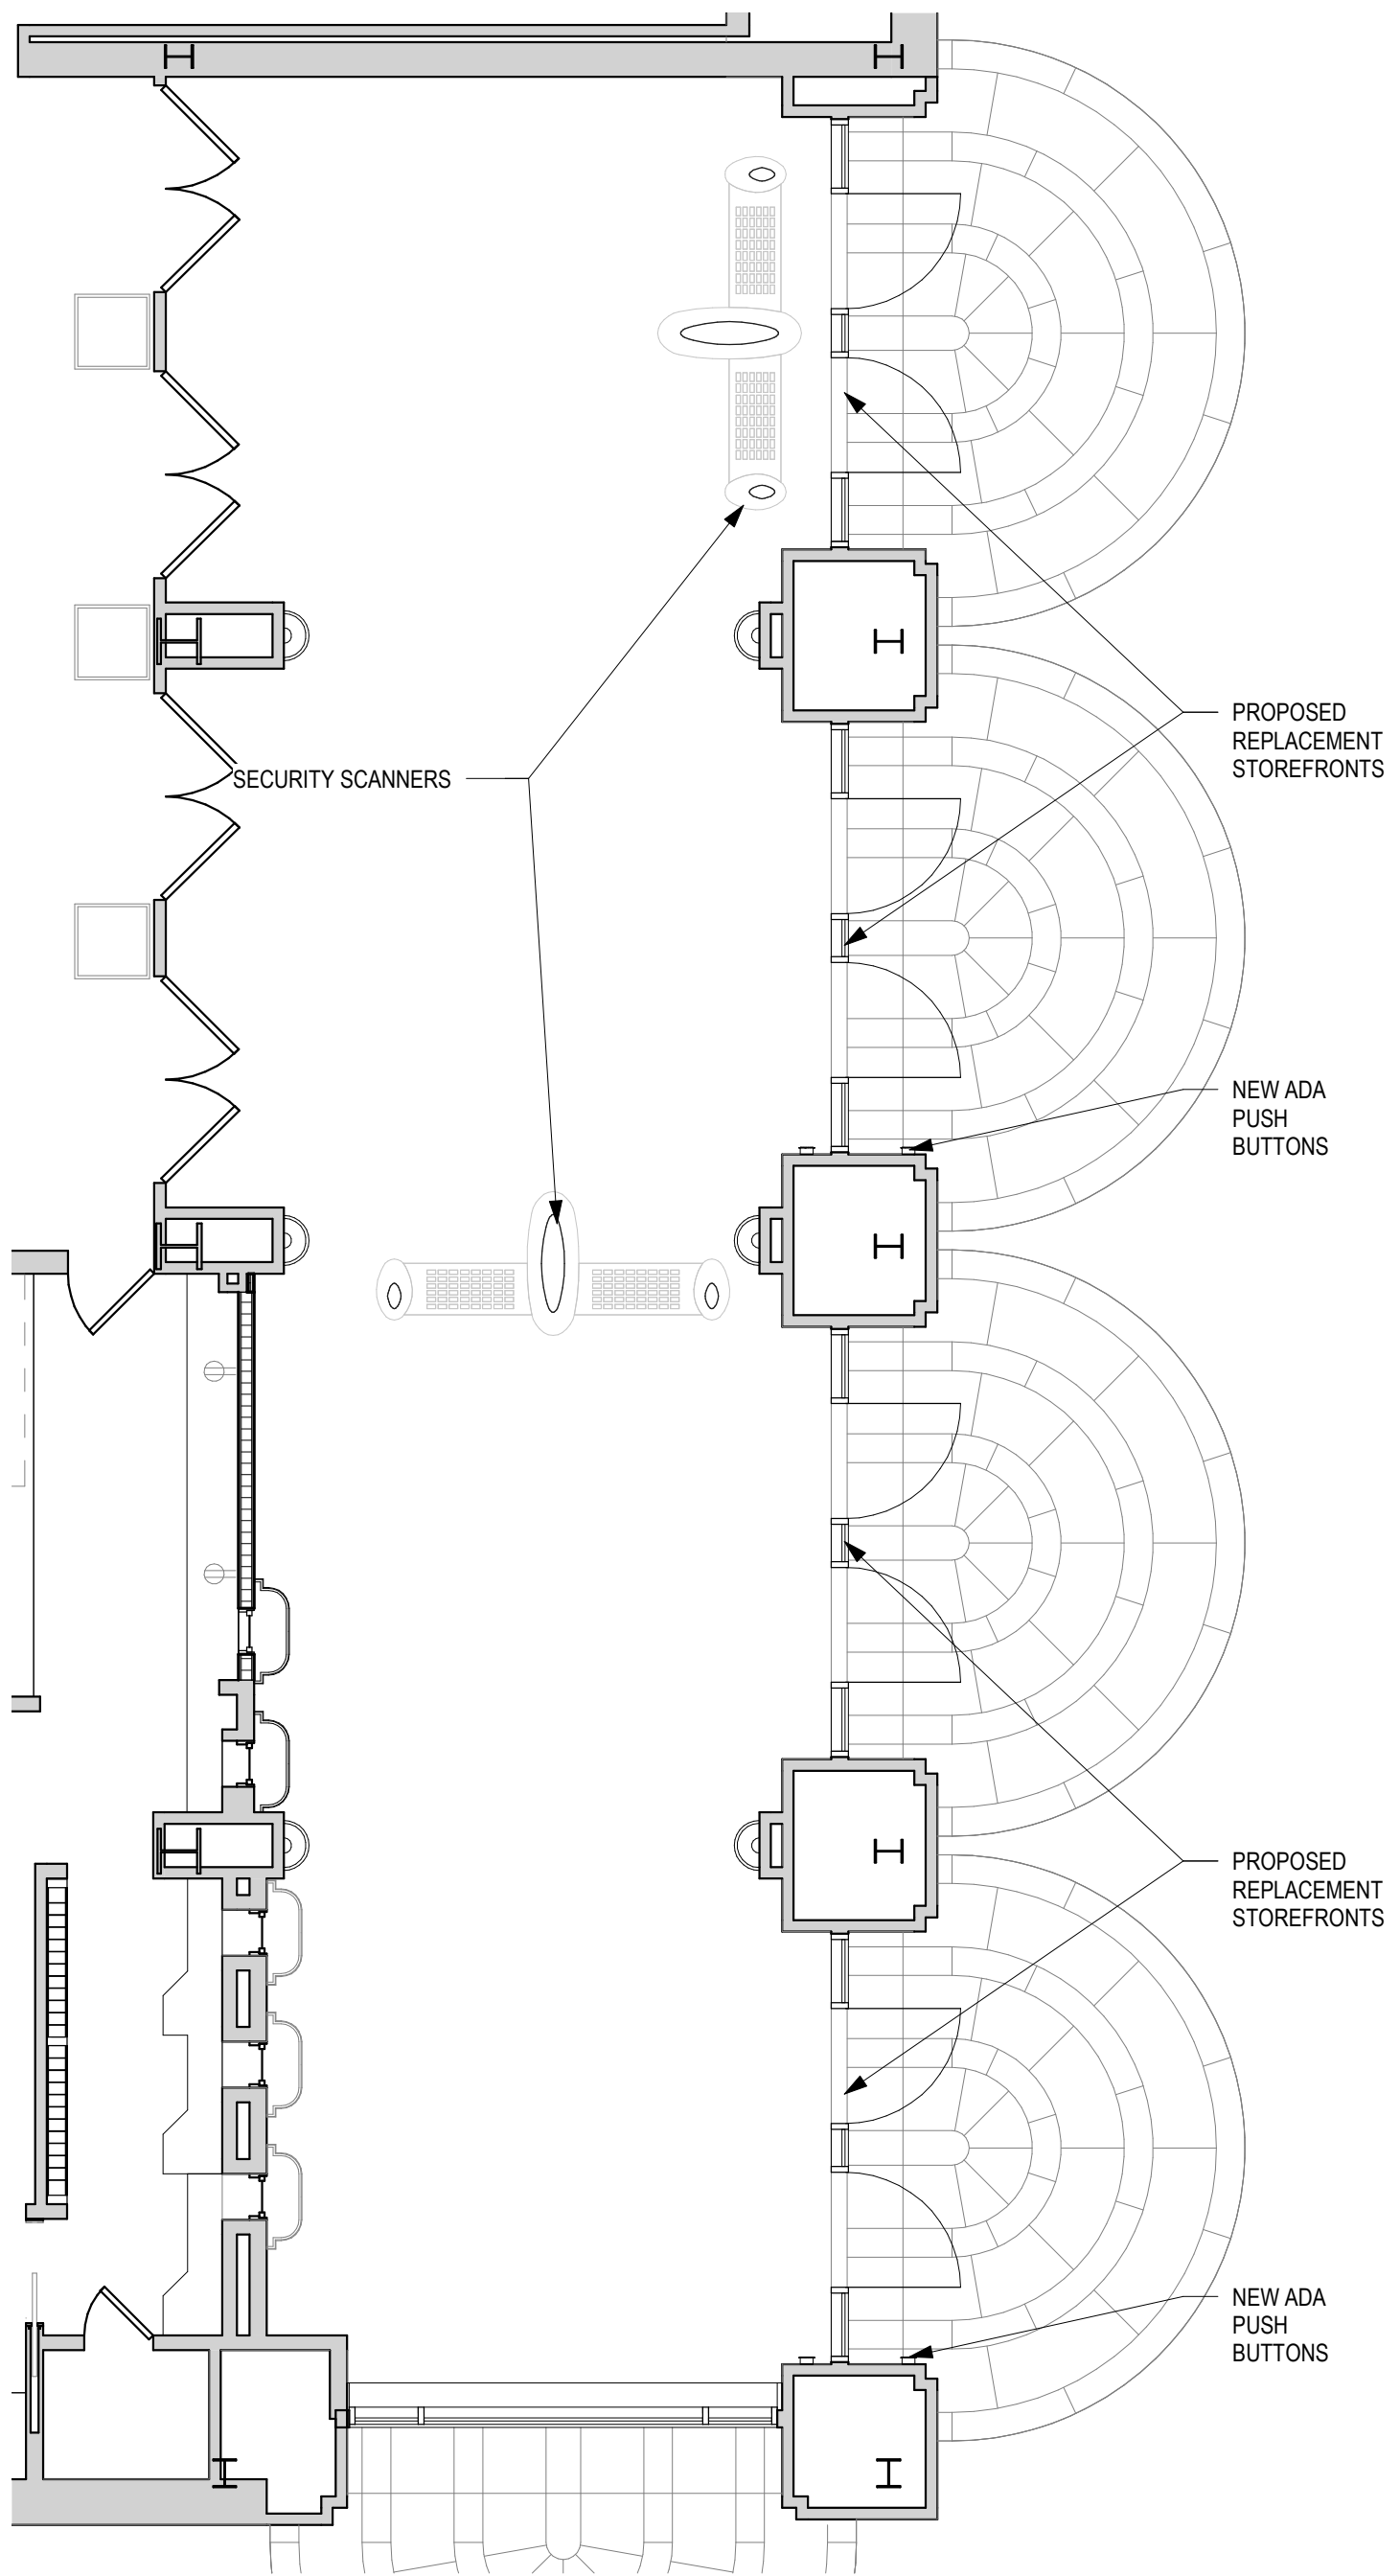 PROPOSED
REPLACEMENT
STOREFRONTS
SECURITY SCANNERS
NEW ADA
PUSH
BUTTONS
PROPOSED
REPLACEMENT
STOREFRONTS
NEW ADA
PUSH
BUTTONS